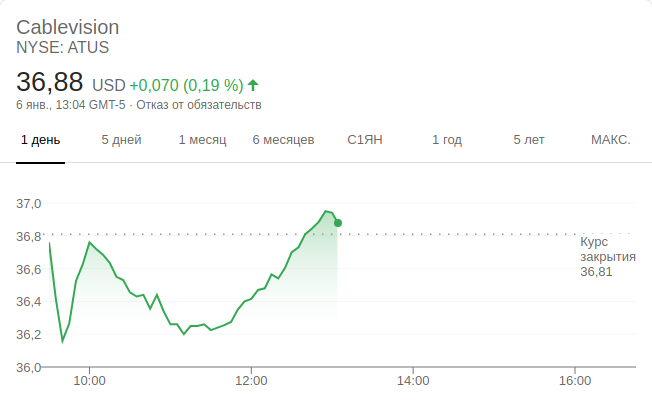 Cablevision
NYSE: ATUS
36,88 USD +0,070 (0,19 %)
6 янв., 13:04 GMT-5 · Отказ от обязательств
1 день 5 дней 1 месяц 6 месяцев С1ЯН 1 год 5 лет МАКС.
37,0
36,8
Курс
закрытия
36,81
36,6
36,4
36,2
36,0
10:00 12:00 14:00 16:00